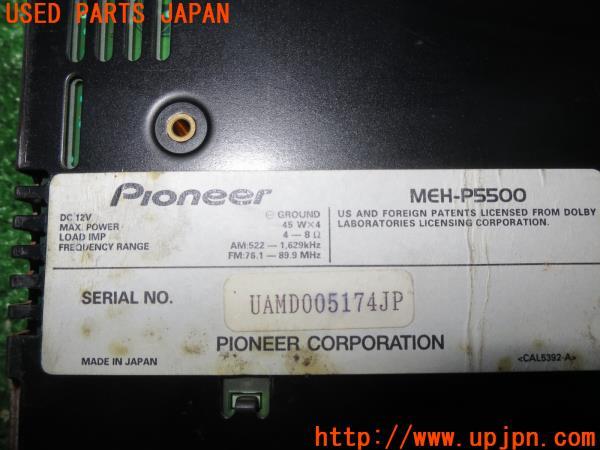 USED PARTS JAPAN
Pioneer
MEH-P5500
DC 12V
⊖ GROUND
MAX. POWER
45 W×4
LOAD IMP
4 – 8 Ω
FREQUENCY RANGE
AM:522 – 1,629kHz
FM:76.1 – 89.9 MHz
US AND FOREIGN PATENTS LICENSED FROM DOLBY
LABORATORIES LICENSING CORPORATION.
SERIAL NO.
UAMD005174JP
PIONEER CORPORATION
MADE IN JAPAN
<CAL5392-A>
http://www.upjpn.com/